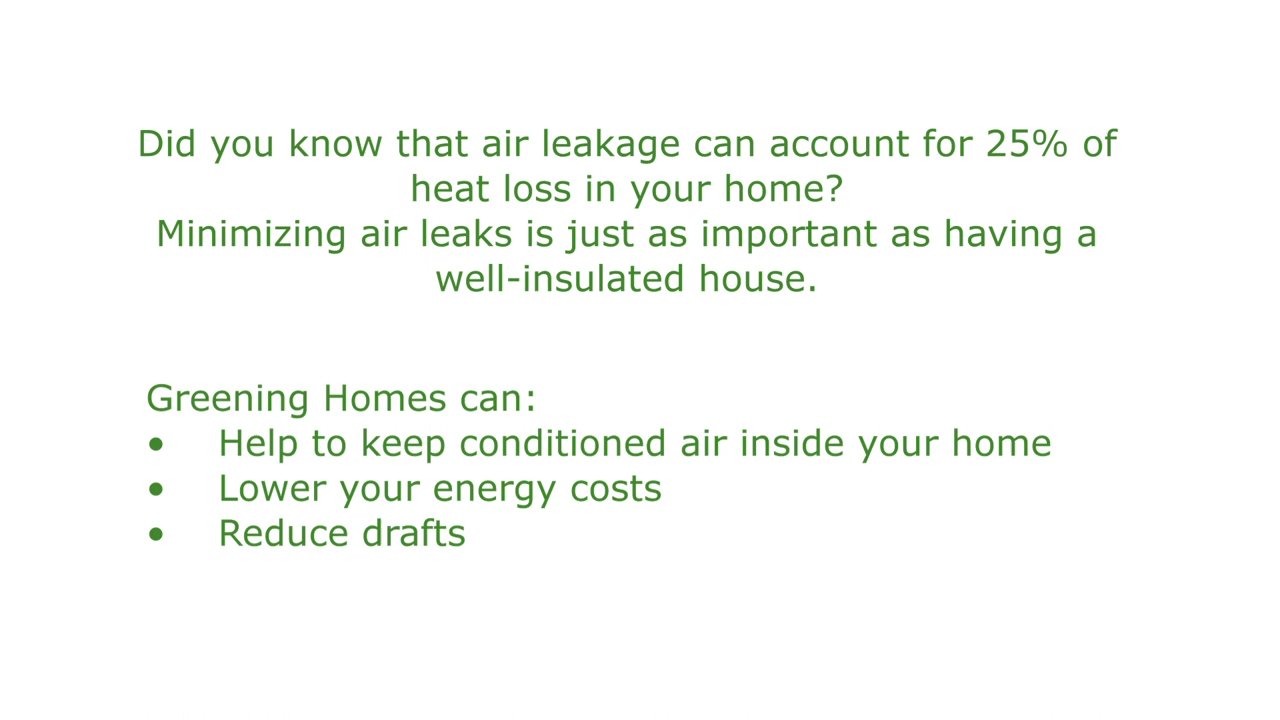 Did you know that air leakage can account for 25% of
heat loss in your home?
Minimizing air leaks is just as important as having a
well-insulated house.
Greening Homes can:
• Help to keep conditioned air inside your home
• Lower your energy costs
• Reduce drafts